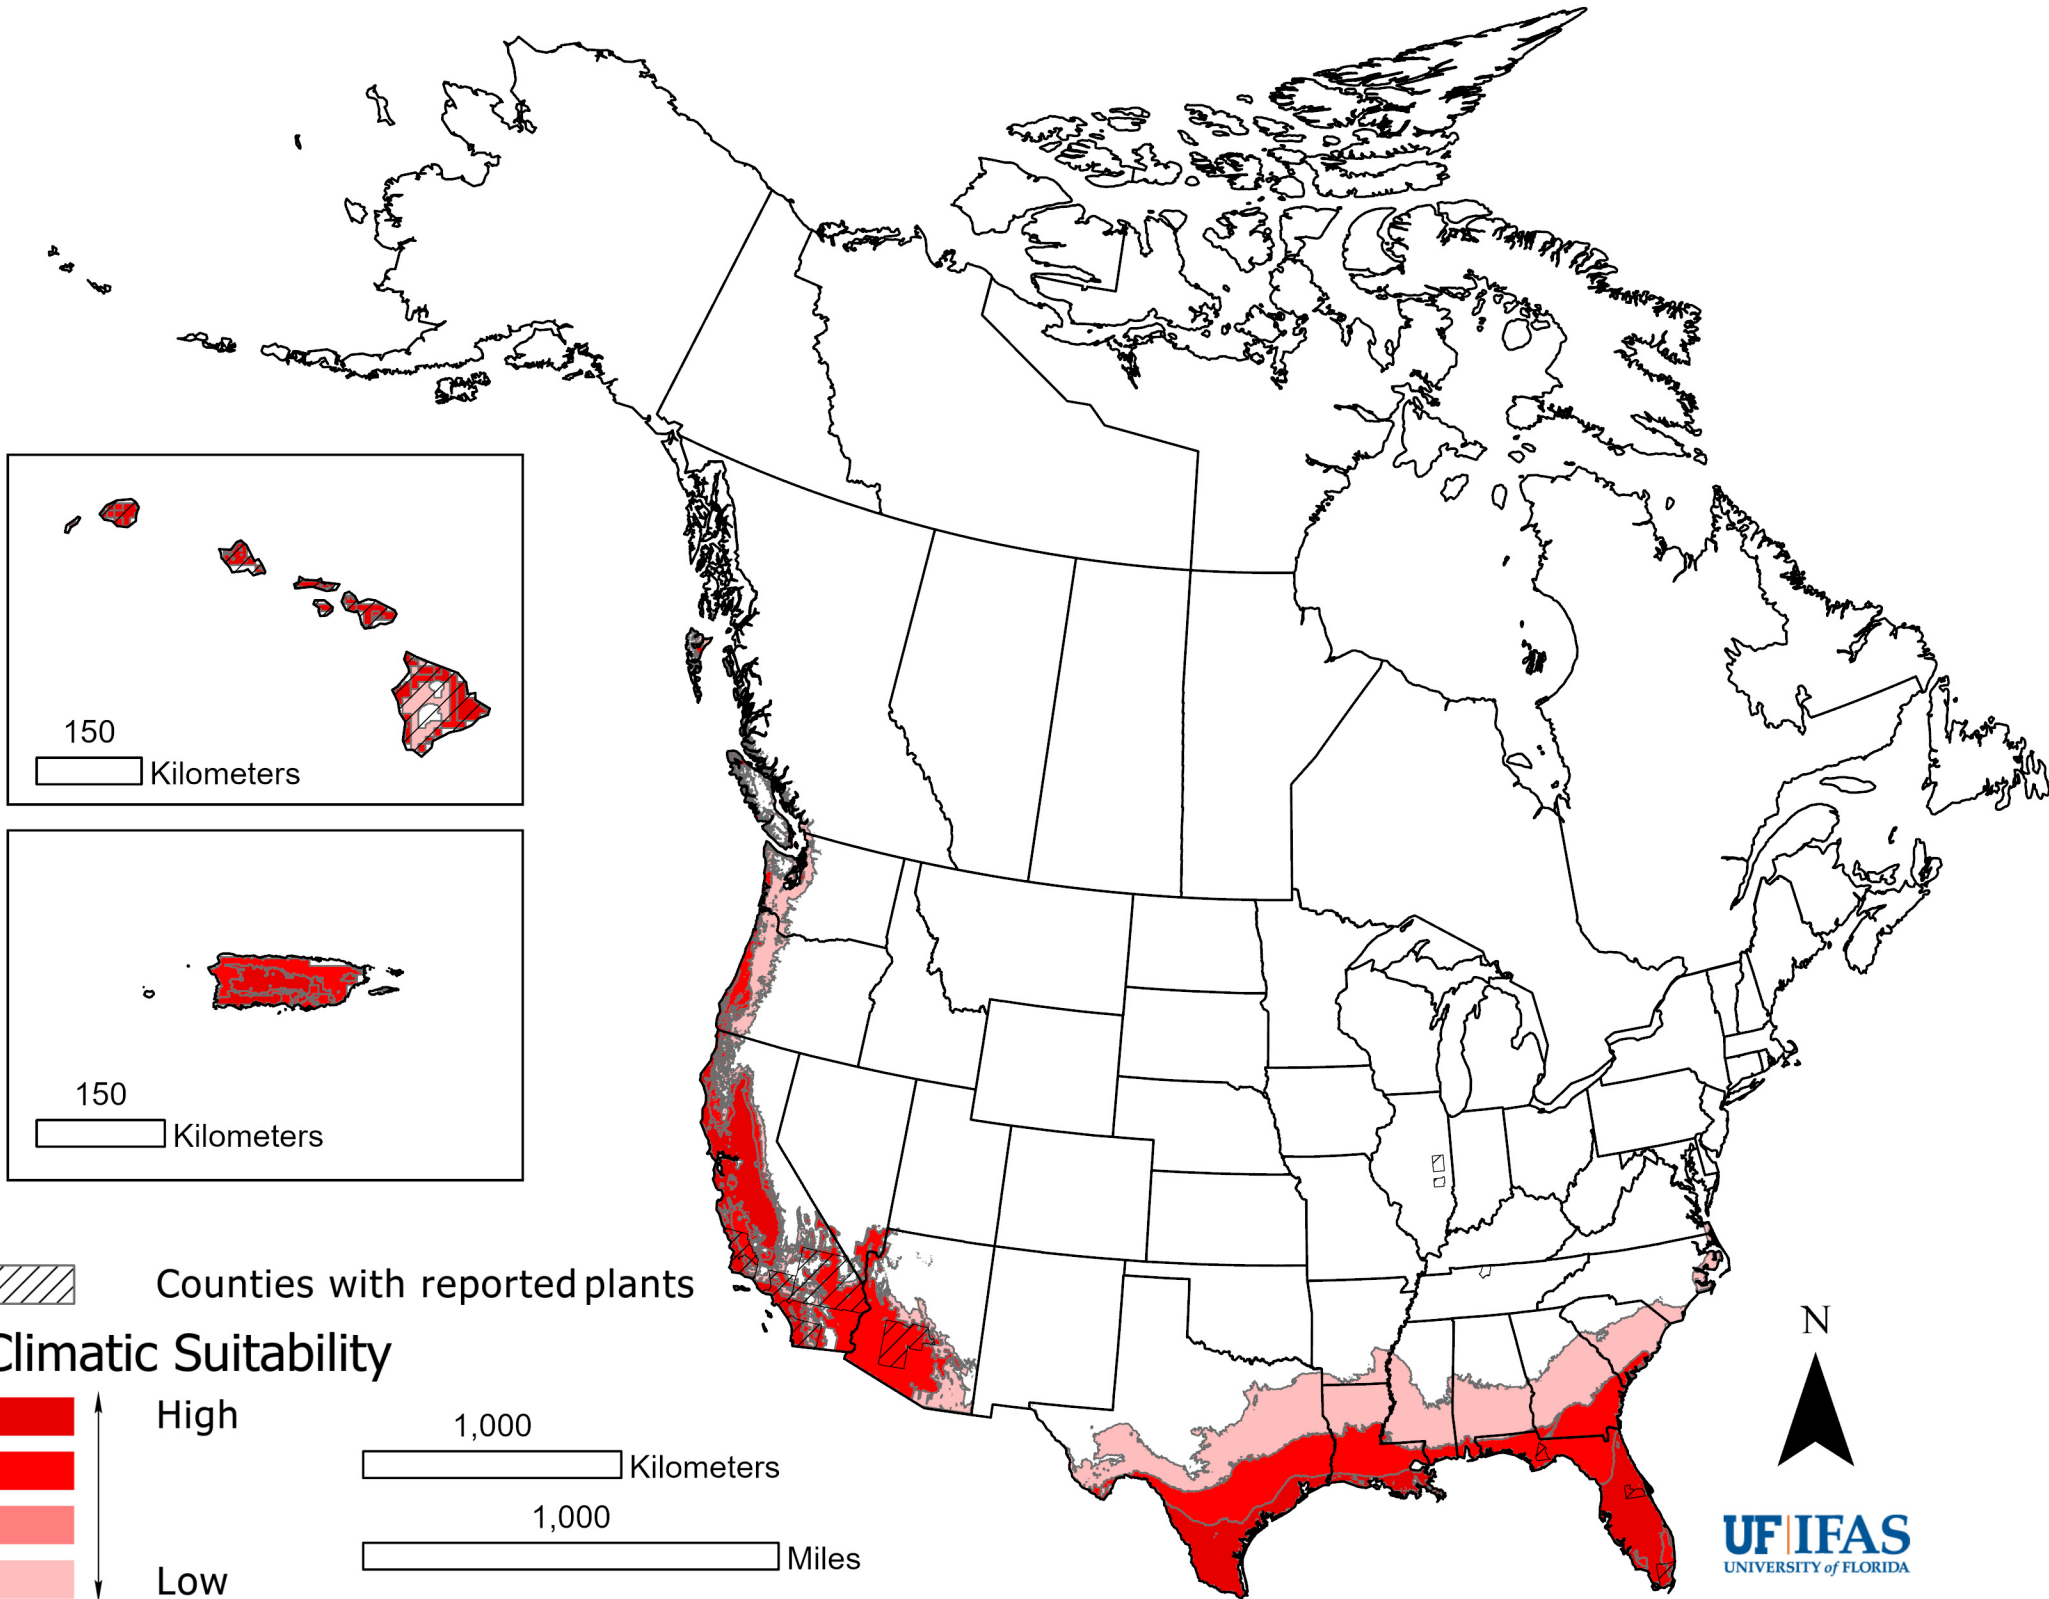 150
Kilometers
150
Kilometers
Counties with reported plants
Climatic Suitability
High
Low
1,000
Kilometers
1,000
Miles
N
UF|IFAS
UNIVERSITY of FLORIDA